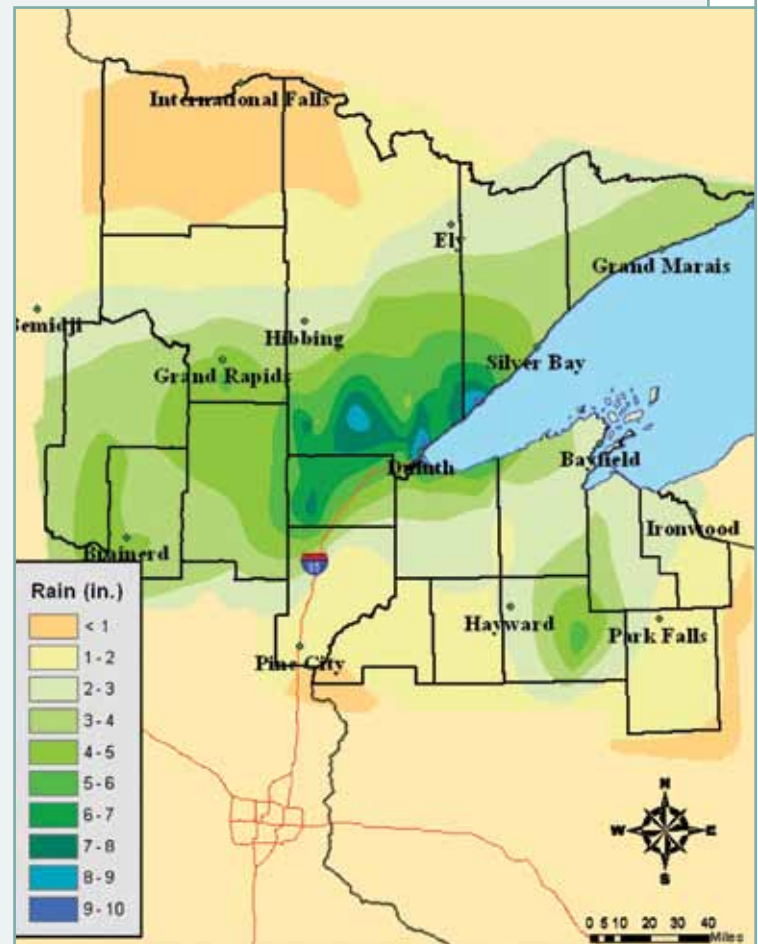 International Falls
Ely
Grand Marais
Bemidji
Hibbing
Silver Bay
Grand Rapids
Duluth
Bayfield
Ironwood
Brainerd
35
Hayward
Park Falls
Pine City
Rain (in.)
< 1
1 - 2
2 - 3
3 - 4
4 - 5
5 - 6
6 - 7
7 - 8
8 - 9
9 - 10
N
W E
S
0 5 10 20 30 40
Miles